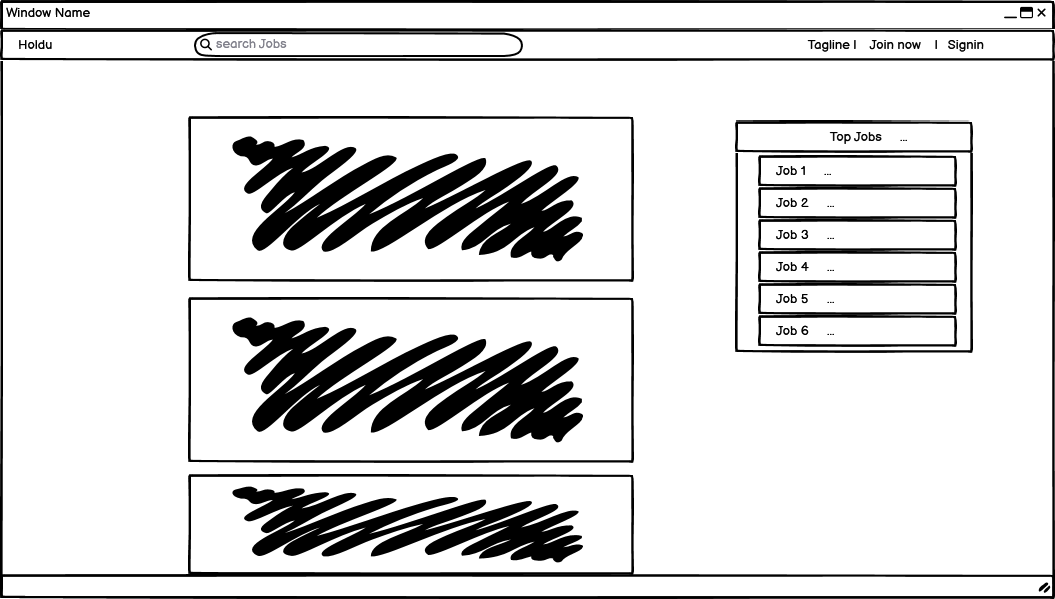 Window Name
Holdu search Jobs Tagline | Join now | Signin
Top Jobs ...
Job 1 ...
Job 2 ...
Job 3 ...
Job 4 ...
Job 5 ...
Job 6 ...